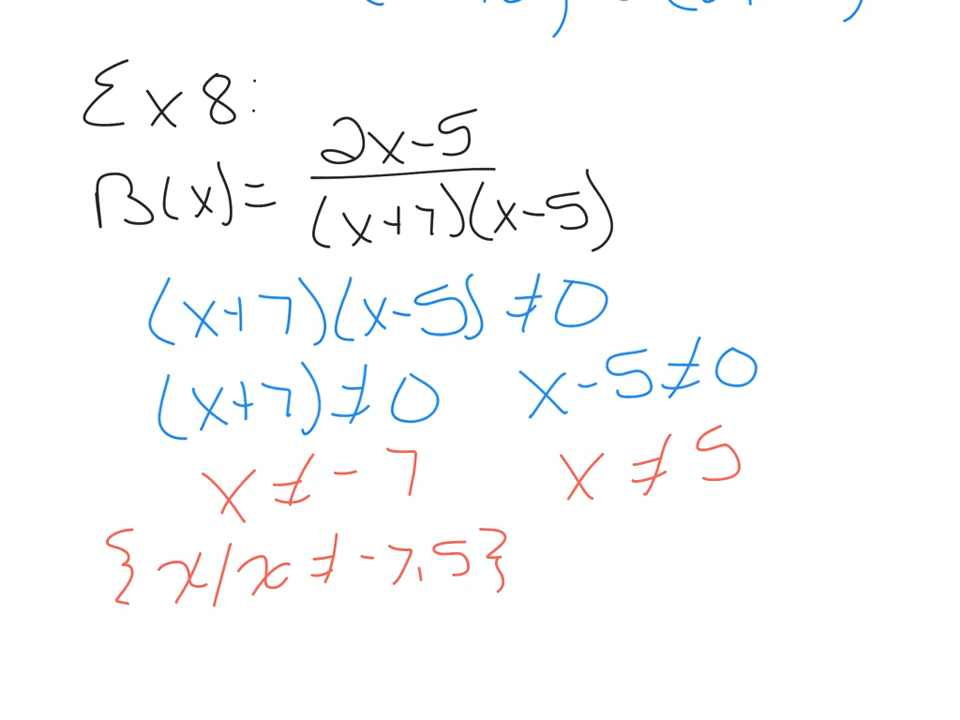 Ex 8:
B(x) = 2x-5
(x+7)(x-5)
(x+7)(x-5) ≠ 0
(x+7) ≠ 0 x-5 ≠ 0
x ≠ -7 x ≠ 5
{x/x ≠ -7,5}